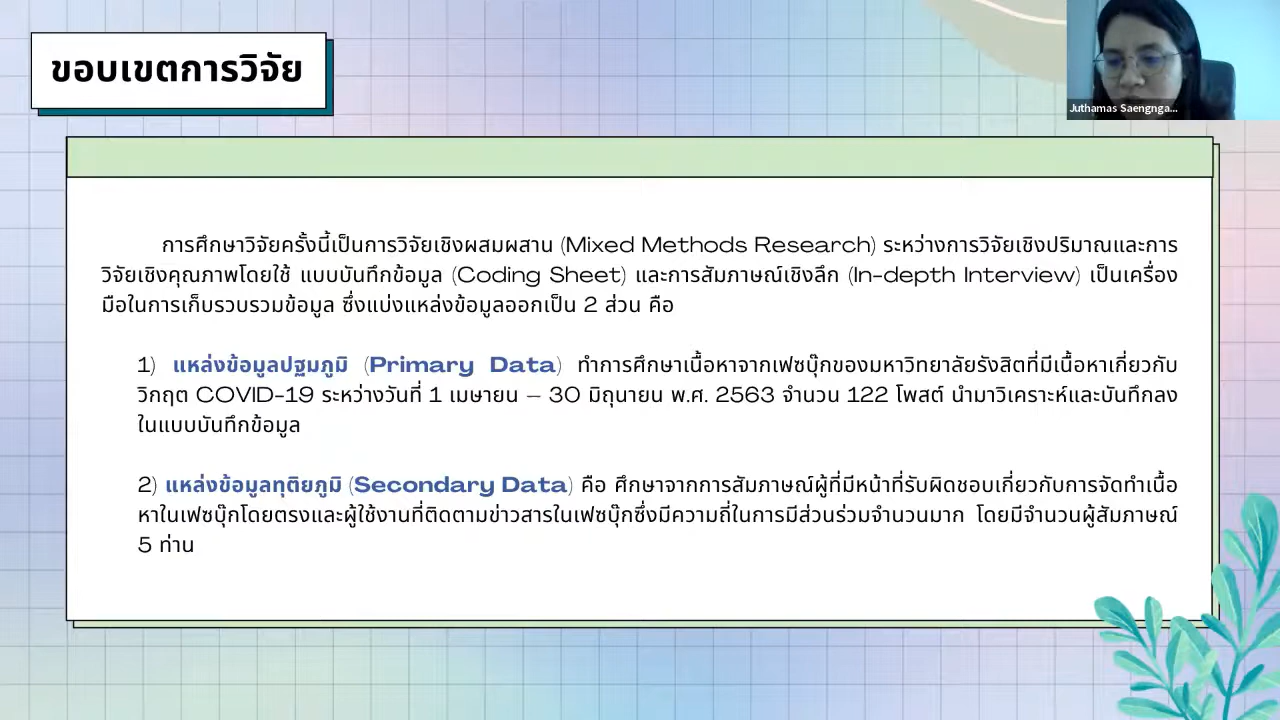 ขอบเขตการวิจัย
Juthamas Saengnga...
การศึกษาวิจัยครั้งนี้เป็นการวิจัยเชิงผสมผสาน (Mixed Methods Research) ระหว่างการวิจัยเชิงปริมาณและการ
วิจัยเชิงคุณภาพโดยใช้ แบบบันทึกข้อมูล (Coding Sheet) และการสัมภาษณ์เชิงลึก (In-depth Interview) เป็นเครื่อง
มือในการเก็บรวบรวมข้อมูล ซึ่งแบ่งแหล่งข้อมูลออกเป็น 2 ส่วน คือ
1) แหล่งข้อมูลปฐมภูมิ (Primary Data) ทำการศึกษาเนื้อหาจากเฟซบุ๊กของมหาวิทยาลัยรังสิตที่มีเนื้อหาเกี่ยวกับ
วิกฤต COVID-19 ระหว่างวันที่ 1 เมษายน – 30 มิถุนายน พ.ศ. 2563 จำนวน 122 โพสต์ นำมาวิเคราะห์และบันทึกลง
ในแบบบันทึกข้อมูล
2) แหล่งข้อมูลทุติยภูมิ (Secondary Data) คือ ศึกษาจากการสัมภาษณ์ผู้ที่มีหน้าที่รับผิดชอบเกี่ยวกับการจัดทำเนื้อ
หาในเฟซบุ๊กโดยตรงและผู้ใช้งานที่ติดตามข่าวสารในเฟซบุ๊กซึ่งมีความถี่ในการมีส่วนร่วมจำนวนมาก โดยมีจำนวนผู้สัมภาษณ์
5 ท่าน